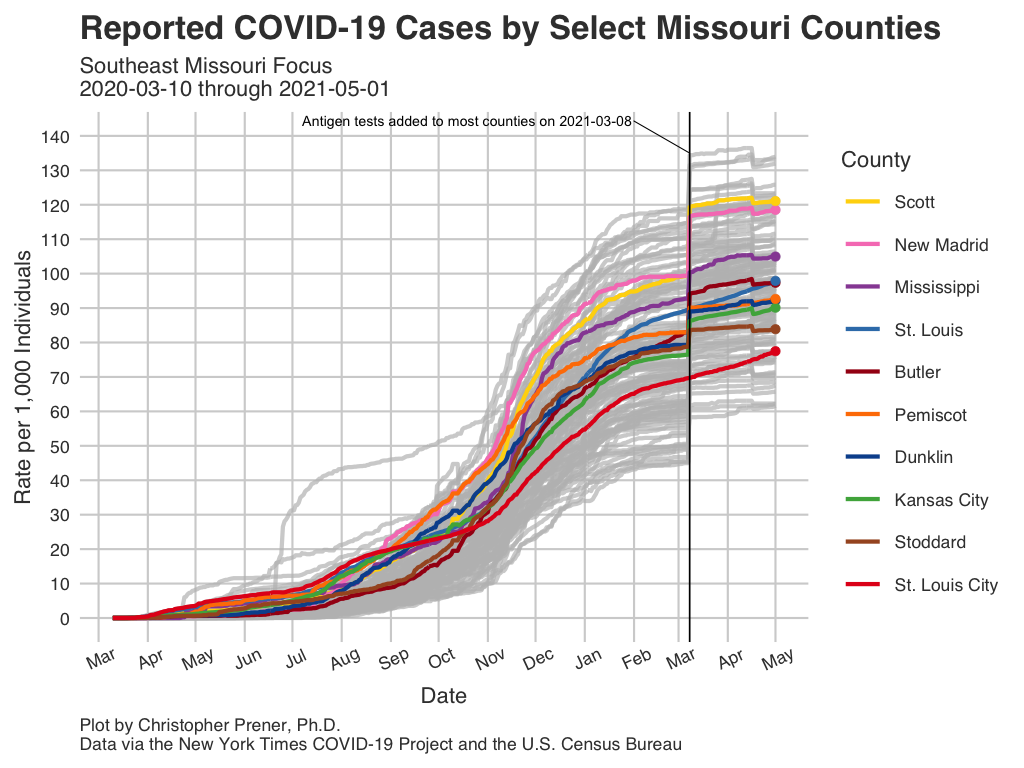 Reported COVID-19 Cases by Select Missouri Counties
Southeast Missouri Focus
2020-03-10 through 2021-05-01
Antigen tests added to most counties on 2021-03-08
140
130
120
110
100
90
80
70
60
50
40
30
20
10
0
Rate per 1,000 Individuals
Mar Apr May Jun Jul Aug Sep Oct Nov Dec Jan Feb Mar Apr May
Date
County
Scott
New Madrid
Mississippi
St. Louis
Butler
Pemiscot
Dunklin
Kansas City
Stoddard
St. Louis City
Plot by Christopher Prener, Ph.D.
Data via the New York Times COVID-19 Project and the U.S. Census Bureau